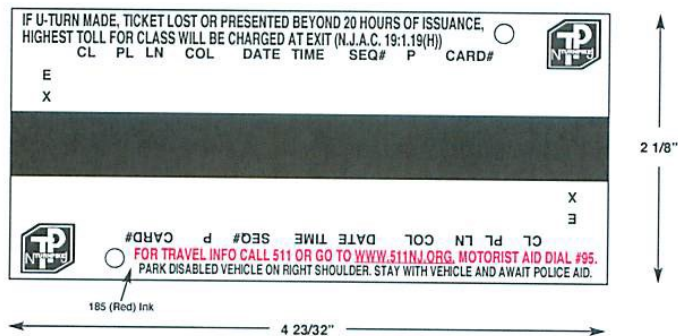 IF U-TURN MADE, TICKET LOST OR PRESENTED BEYOND 20 HOURS OF ISSUANCE,
HIGHEST TOLL FOR CLASS WILL BE CHARGED AT EXIT (N.J.A.C. 19:1.19(H))
CL PL LN COL DATE TIME SEQ# P CARD#
E
X
2 1/8"
X
E
CL PL LN COL DATE TIME SEQ# P CARD#
FOR TRAVEL INFO CALL 511 OR GO TO WWW.511NJ.ORG, MOTORIST AID DIAL #95.
PARK DISABLED VEHICLE ON RIGHT SHOULDER. STAY WITH VEHICLE AND AWAIT POLICE AID.
185 (Red) Ink
4 23/32"